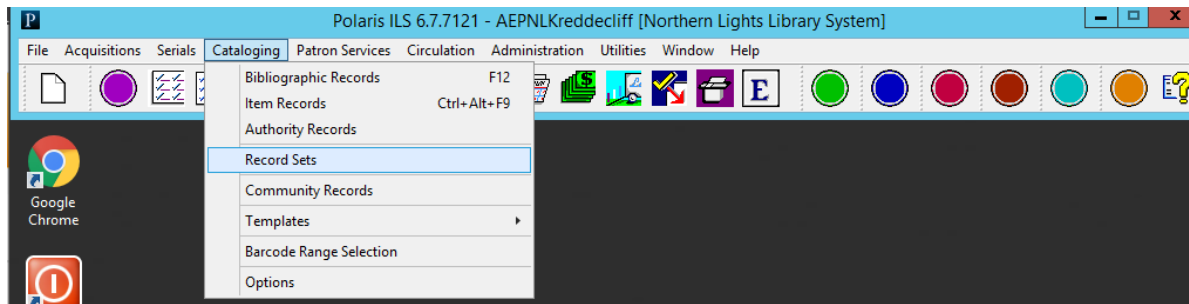 P Polaris ILS 6.7.7121 - AEPNLKreddecliff [Northern Lights Library System]
File Acquisitions Serials Cataloging Patron Services Circulation Administration Utilities Window Help
E
Bibliographic Records F12
Item Records Ctrl+Alt+F9
Authority Records
Record Sets
Community Records
Templates
Barcode Range Selection
Options
Google
Chrome